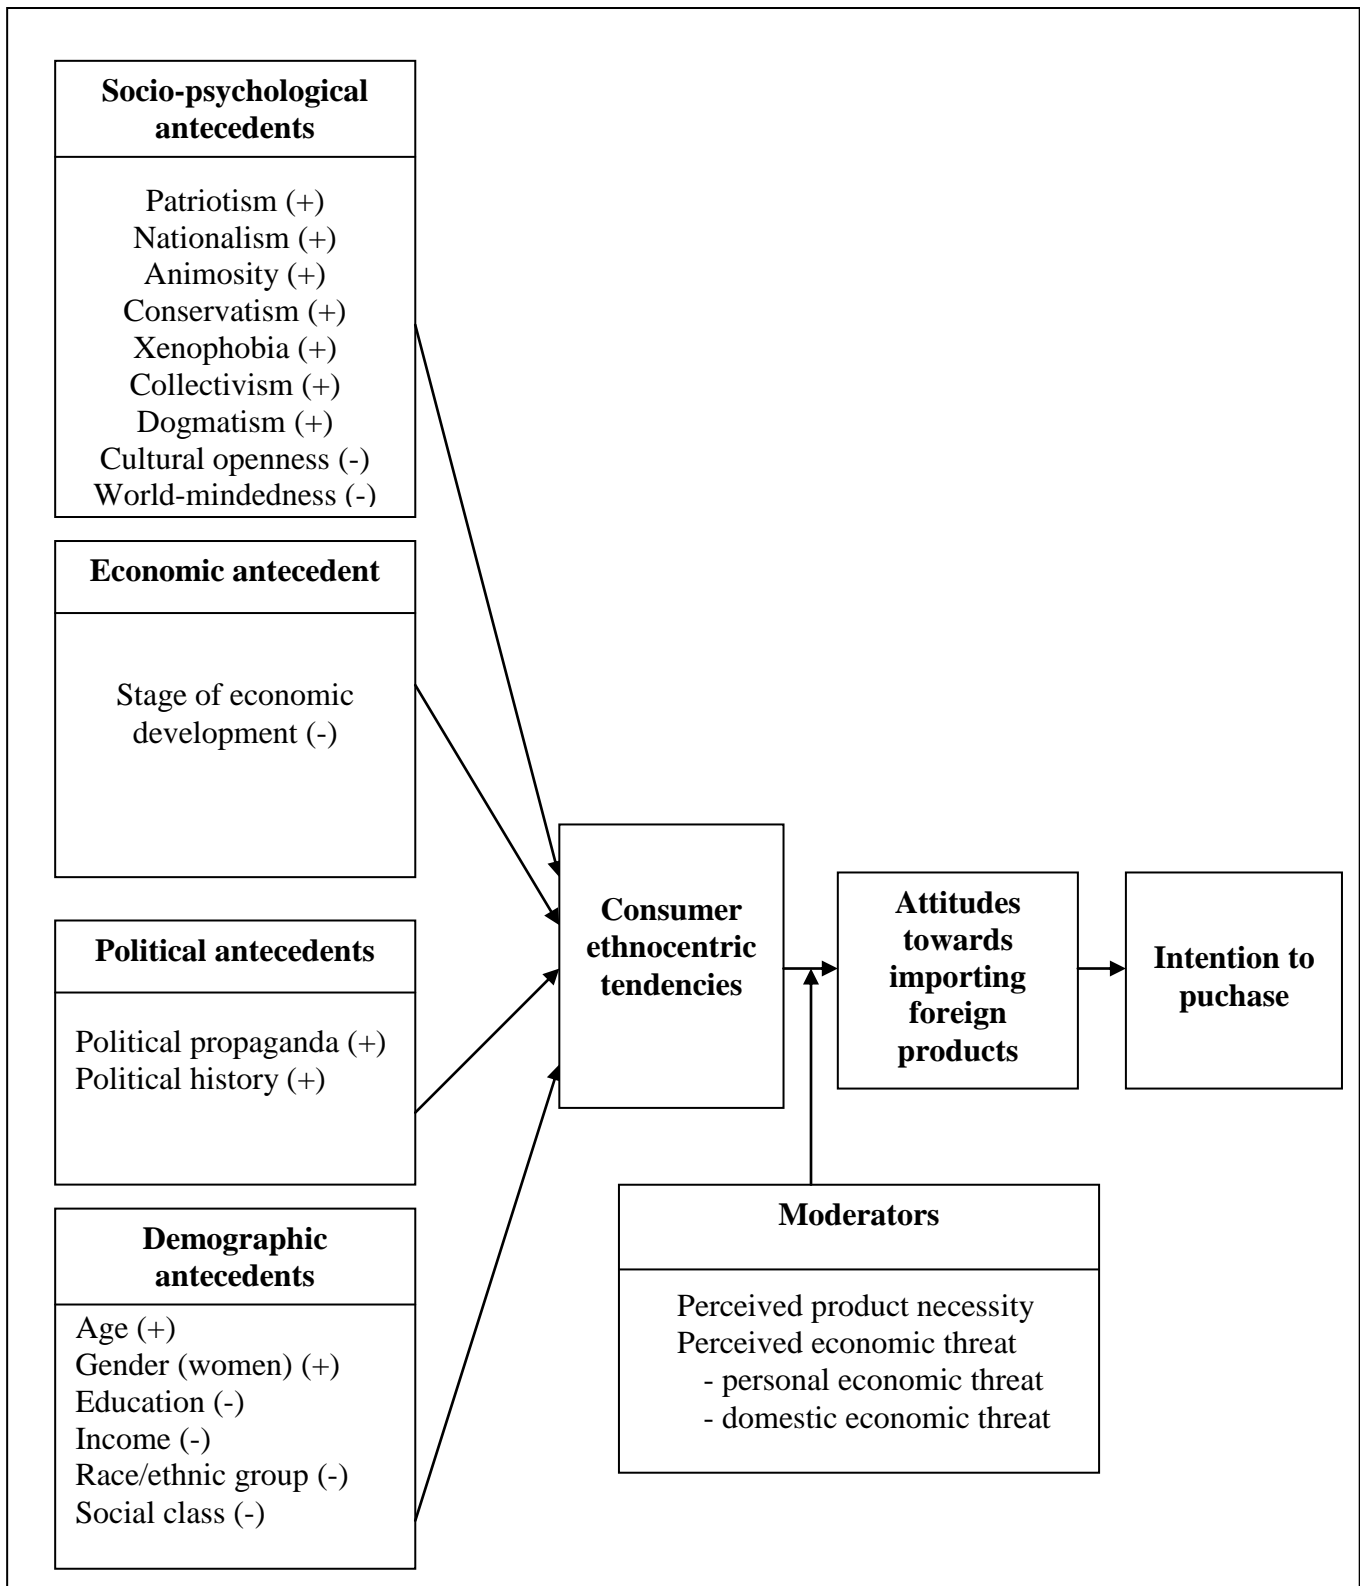 Socio-psychological
antecedents
Patriotism (+)
Nationalism (+)
Animosity (+)
Conservatism (+)
Xenophobia (+)
Collectivism (+)
Dogmatism (+)
Cultural openness (-)
World-mindedness (-)
Economic antecedent
Stage of economic
development (-)
Political antecedents
Political propaganda (+)
Political history (+)
Demographic
antecedents
Age (+)
Gender (women) (+)
Education (-)
Income (-)
Race/ethnic group (-)
Social class (-)
Consumer
ethnocentric
tendencies
Attitudes
towards
importing
foreign
products
Intention to
puchase
Moderators
Perceived product necessity
Perceived economic threat
- personal economic threat
- domestic economic threat